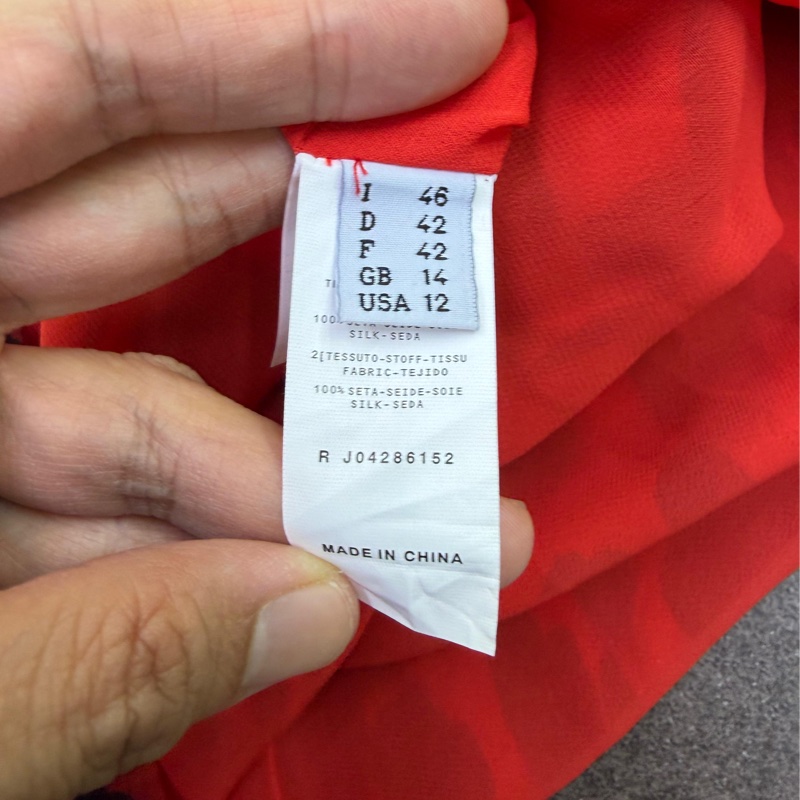 I 46
D 42
F 42
GB 14
USA 12
SILK-SEDA
2[TESSUTO-STOFF-TISSU
FABRIC-TEJIDO
100% SETA-SEIDE-SOIE
SILK-SEDA
R J04286152
MADE IN CHINA